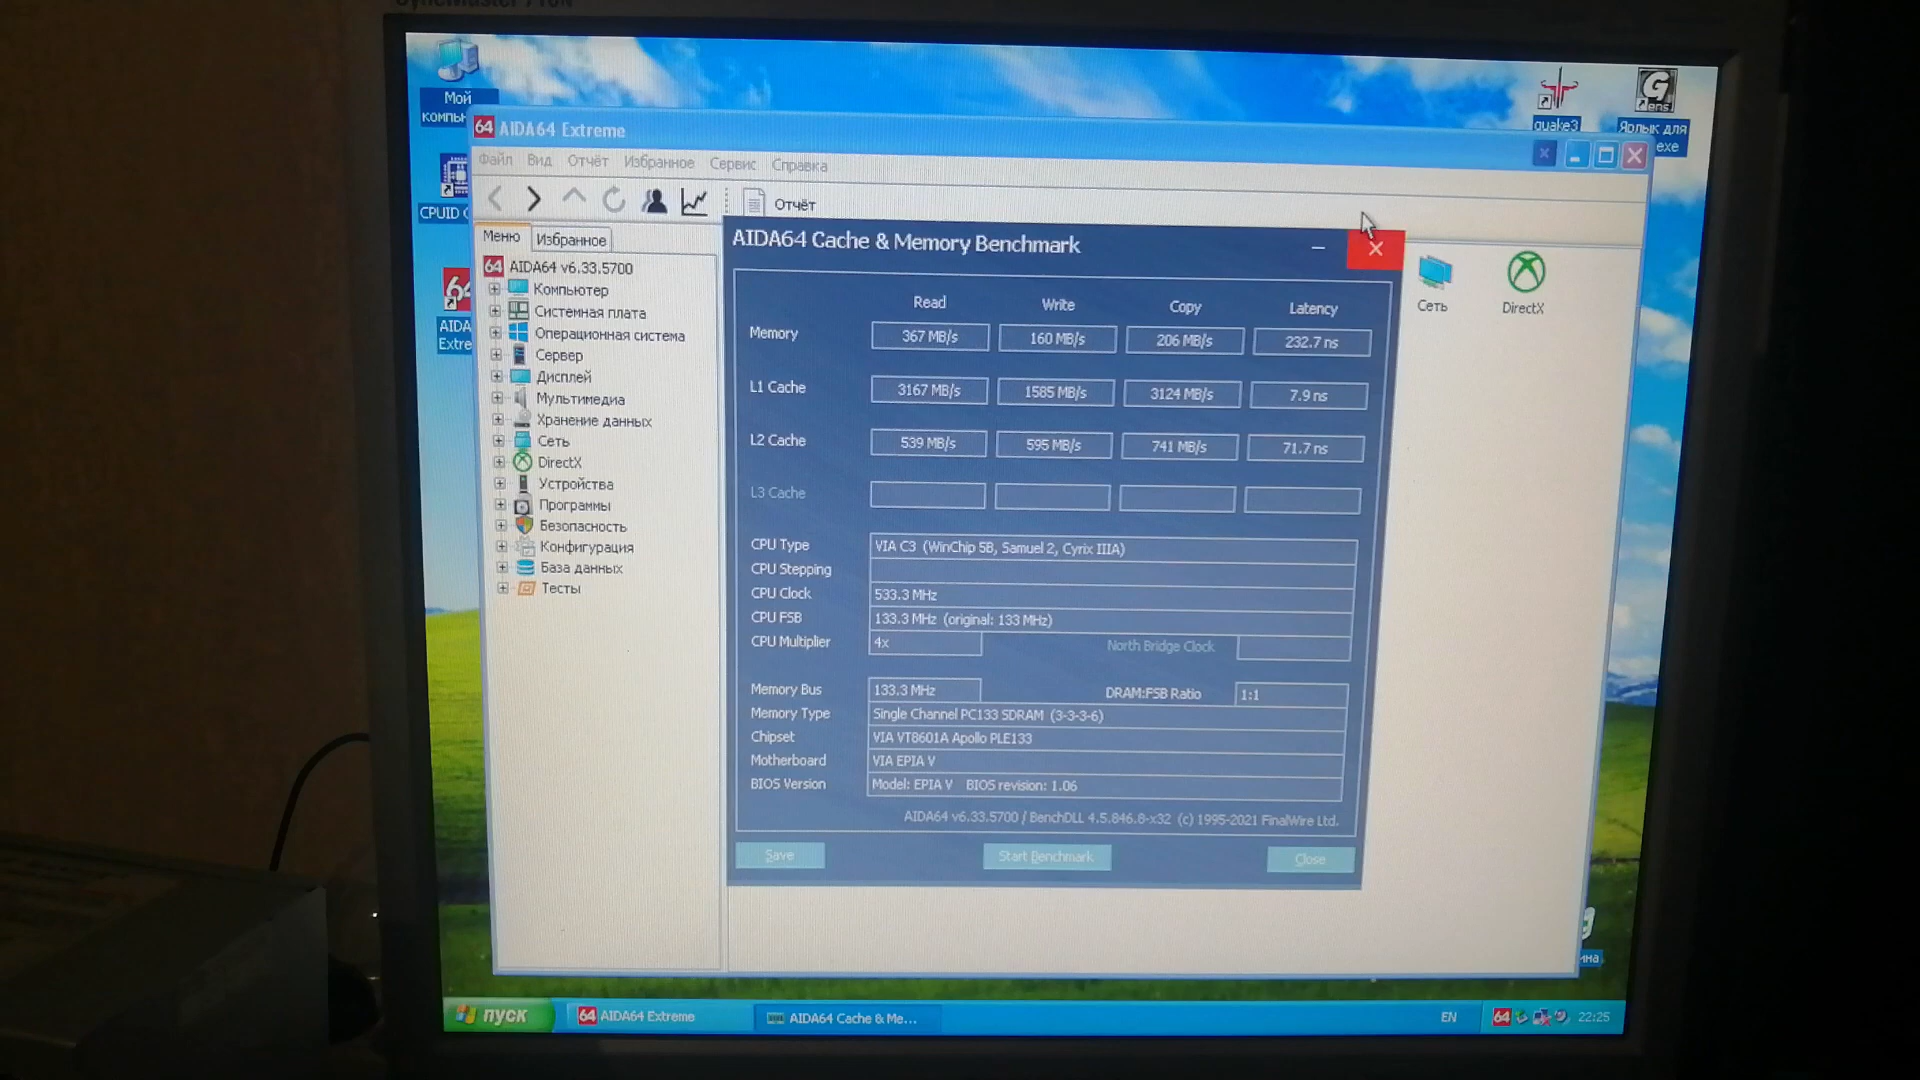 SyncMaster 710N
Мой
компь
CPUID
AIDA
Extre
quake3
Gens
Ярлык для
exe
64 AIDA64 Extreme
Файл Вид Отчёт Избранное Сервис Справка
Отчёт
Меню Избранное
64 AIDA64 v6.33.5700
Компьютер
Системная плата
Операционная система
Сервер
Дисплей
Мультимедиа
Хранение данных
Сеть
DirectX
Устройства
Программы
Безопасность
Конфигурация
База данных
Тесты
Сеть
DirectX
AIDA64 Cache & Memory Benchmark
Read Write Copy Latency
Memory 367 MB/s 160 MB/s 206 MB/s 232.7 ns
L1 Cache 3167 MB/s 1585 MB/s 3124 MB/s 7.9 ns
L2 Cache 539 MB/s 595 MB/s 741 MB/s 71.7 ns
L3 Cache
CPU Type VIA C3 (WinChip 5B, Samuel 2, Cyrix IIIA)
CPU Stepping
CPU Clock 533.3 MHz
CPU FSB 133.3 MHz (original: 133 MHz)
CPU Multiplier 4x North Bridge Clock
Memory Bus 133.3 MHz DRAM:FSB Ratio 1:1
Memory Type Single Channel PC133 SDRAM (3-3-3-6)
Chipset VIA VT8601A Apollo PLE133
Motherboard VIA EPIA V
BIOS Version Model: EPIA V BIOS revision: 1.06
AIDA64 v6.33.5700 / BenchDLL 4.5.846.8-x32 (c) 1995-2021 FinalWire Ltd.
Save Start Benchmark Close
ина
пуск 64 AIDA64 Extreme AIDA64 Cache & Me... EN 64 22:25